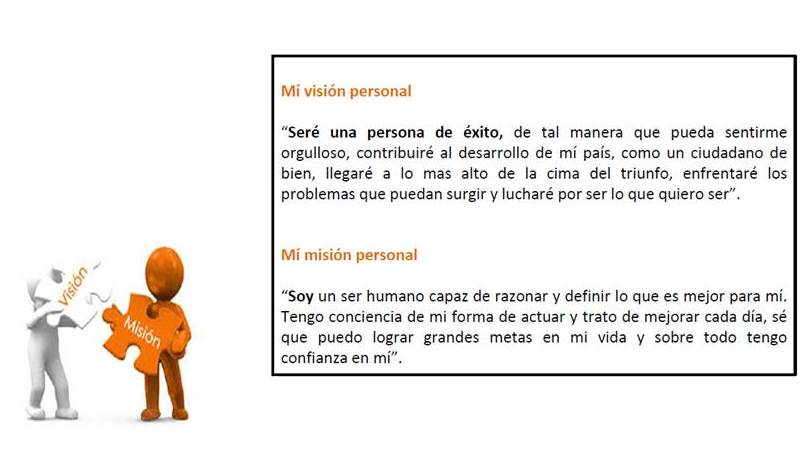 Mí visión personal
“Seré una persona de éxito, de tal manera que pueda sentirme
orgulloso, contribuiré al desarrollo de mí país, como un ciudadano de
bien, llegaré a lo mas alto de la cima del triunfo, enfrentaré los
problemas que puedan surgir y lucharé por ser lo que quiero ser”.
Mí misión personal
“Soy un ser humano capaz de razonar y definir lo que es mejor para mí.
Tengo conciencia de mi forma de actuar y trato de mejorar cada día, sé
que puedo lograr grandes metas en mi vida y sobre todo tengo
confianza en mí”.
Visión
Misión